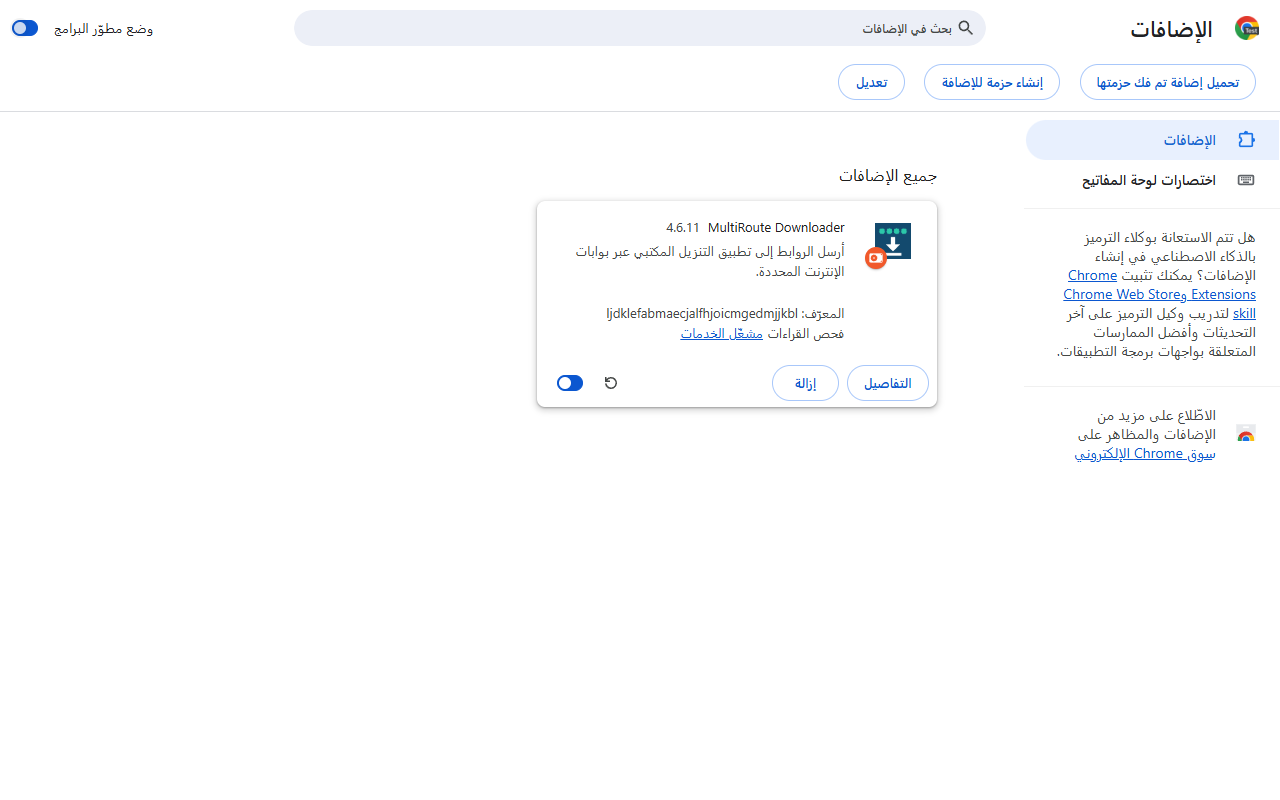 الإضافات
بحث في الإضافات
وضع مطوّر البرامج
تحميل إضافة تم فك حزمتها
إنشاء حزمة للإضافة
تعديل
الإضافات
اختصارات لوحة المفاتيح
هل تتم الاستعانة بوكلاء الترميز
بالذكاء الاصطناعي في إنشاء
الإضافات؟ يمكنك تثبيت Chrome
Extensions وChrome Web Store
skill لتدريب وكيل الترميز على آخر
التحديثات وأفضل الممارسات
المتعلقة بواجهات برمجة التطبيقات.
الاطّلاع على مزيد من
الإضافات والمظاهر على
سوق Chrome الإلكتروني
جميع الإضافات
MultiRoute Downloader 4.6.11
أرسل الروابط إلى تطبيق التنزيل المكتبي عبر بوابات
الإنترنت المحددة.
المعرّف: ljdklefabmaecjalfhjoicmgedmjjkbl
فحص القراءات مشغّل الخدمات
التفاصيل
إزالة
Test